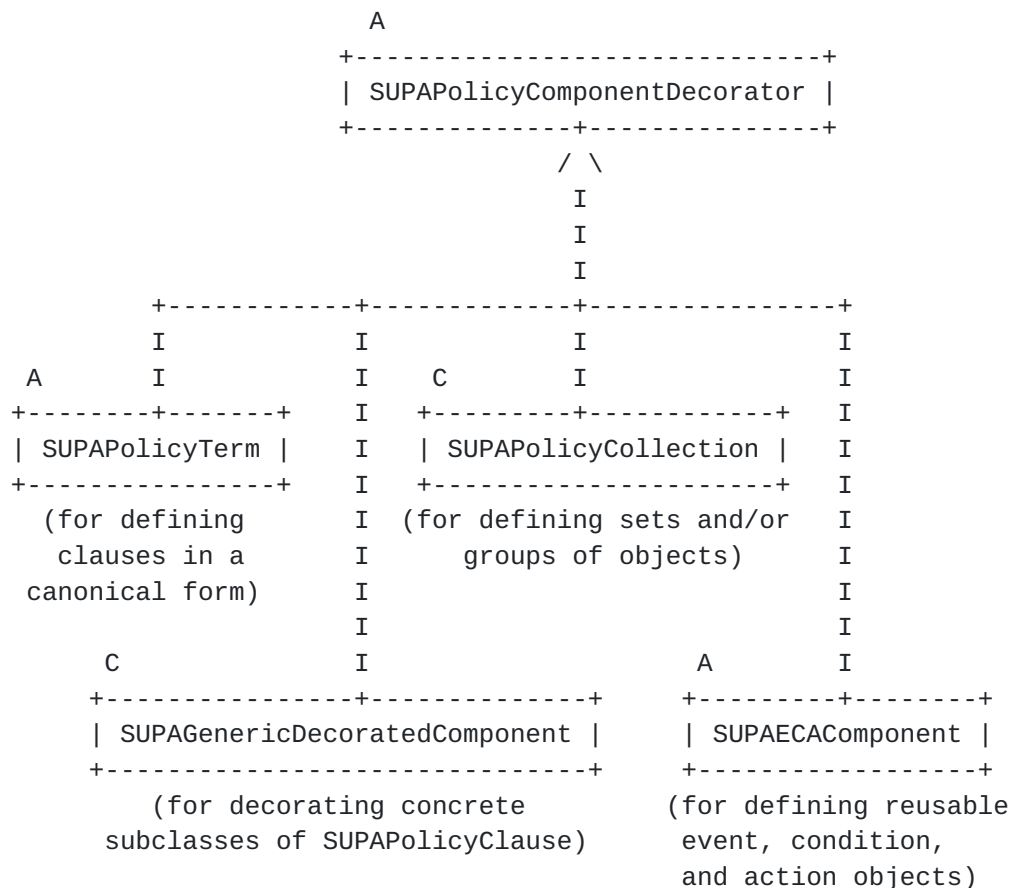 A
+-----------------------------+
| SUPAPolicyComponentDecorator |
+--------------+---------------+
/ \
I
I
I
+------------+-------------+----------------+
I I I I
A I I C I I
+--------+-------+ I +---------+------------+ I
| SUPAPolicyTerm | I | SUPAPolicyCollection | I
+----------------+ I +----------------------+ I
(for defining I (for defining sets and/or I
clauses in a I groups of objects) I
canonical form) I I
I I
C I A I
+----------------+--------------+ +---------+--------+
| SUPAGenericDecoratedComponent | | SUPAECAComponent |
+-------------------------------+ +------------------+
(for decorating concrete (for defining reusable
subclasses of SUPAPolicyClause) event, condition,
and action objects)